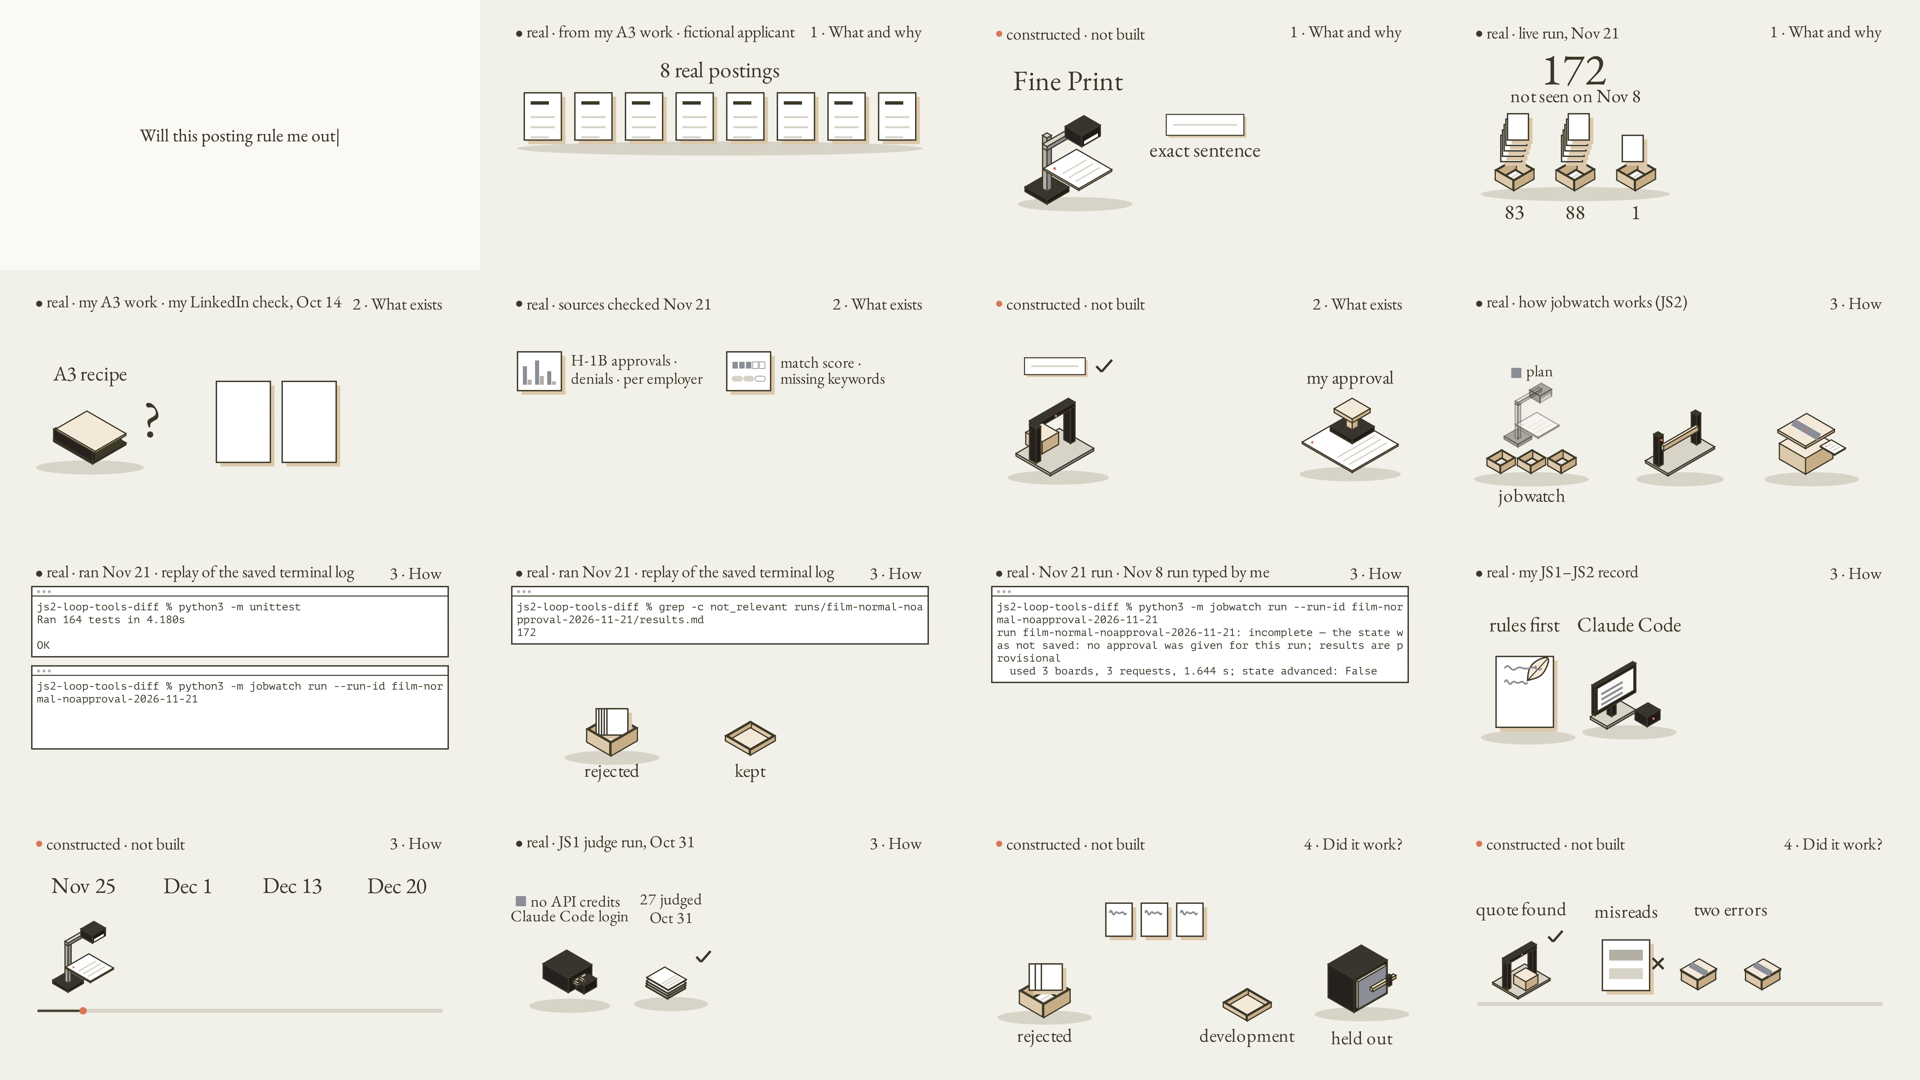 Will this posting rule me out|
real · from my A3 work · fictional applicant
1 · What and why
8 real postings
constructed · not built
1 · What and why
Fine Print
exact sentence
real · live run, Nov 21
1 · What and why
172
not seen on Nov 8
83
88
1
real · my A3 work · my LinkedIn check, Oct 14
2 · What exists
A3 recipe
?
real · sources checked Nov 21
2 · What exists
H-1B approvals ·
denials · per employer
match score ·
missing keywords
constructed · not built
2 · What exists
my approval
real · how jobwatch works (JS2)
3 · How
plan
jobwatch
real · ran Nov 21 · replay of the saved terminal log
3 · How
js2-loop-tools-diff % python3 -m unittest
Ran 164 tests in 4.180s
OK
js2-loop-tools-diff % python3 -m jobwatch run --run-id film-nor
mal-noapproval-2026-11-21
real · ran Nov 21 · replay of the saved terminal log
3 · How
js2-loop-tools-diff % grep -c not_relevant runs/film-normal-noa
pproval-2026-11-21/results.md
172
rejected
kept
real · Nov 21 run · Nov 8 run typed by me
3 · How
js2-loop-tools-diff % python3 -m jobwatch run --run-id film-nor
mal-noapproval-2026-11-21
run film-normal-noapproval-2026-11-21: incomplete — the state w
as not saved: no approval was given for this run; results are p
rovisional
used 3 boards, 3 requests, 1.644 s; state advanced: False
real · my JS1–JS2 record
3 · How
rules first
Claude Code
constructed · not built
3 · How
Nov 25
Dec 1
Dec 13
Dec 20
real · JS1 judge run, Oct 31
3 · How
no API credits
Claude Code login
27 judged
Oct 31
constructed · not built
4 · Did it work?
rejected
development
held out
constructed · not built
4 · Did it work?
quote found
misreads
two errors